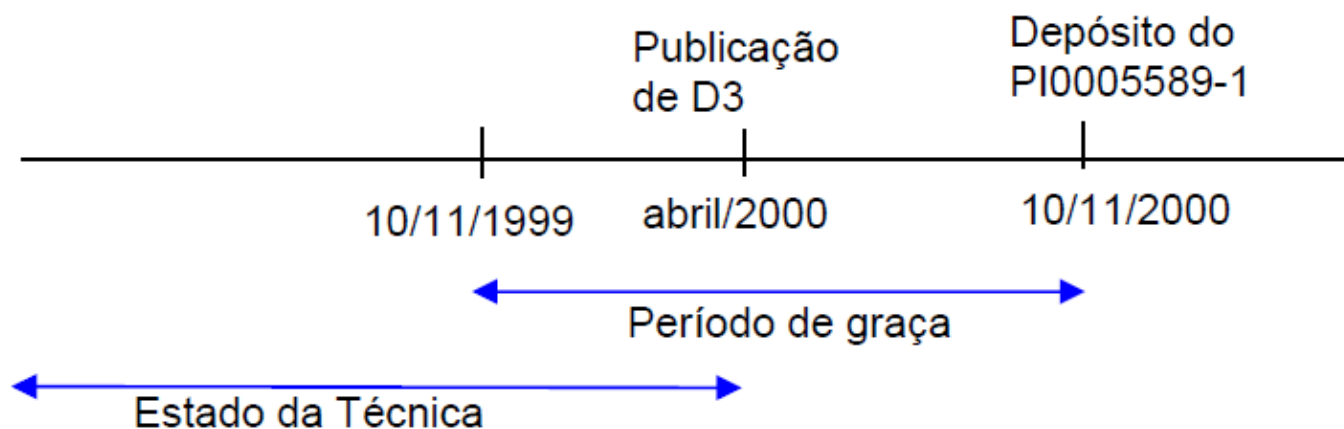 Publicação
de D3
Depósito do
PI0005589-1
10/11/1999
abril/2000
10/11/2000
Período de graça
Estado da Técnica